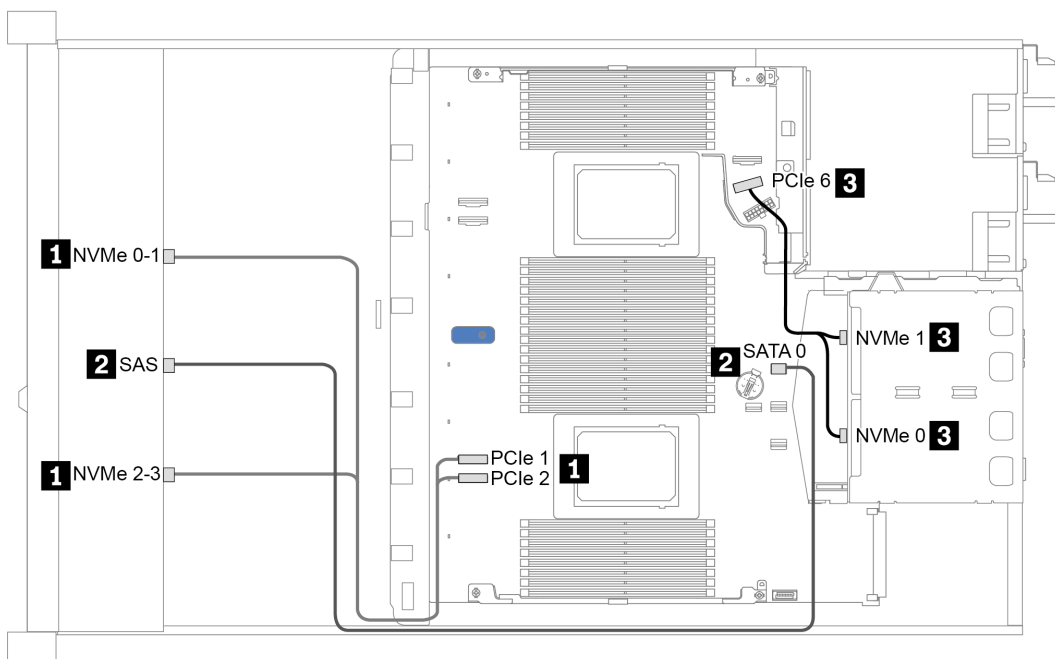 PCIe 6 3
1 NVMe 0-1
NVMe 1 3
SATA 0
2 SAS
2
NVMe 0 3
PCIe 1
1
1 NVMe 2-3
PCIe 2